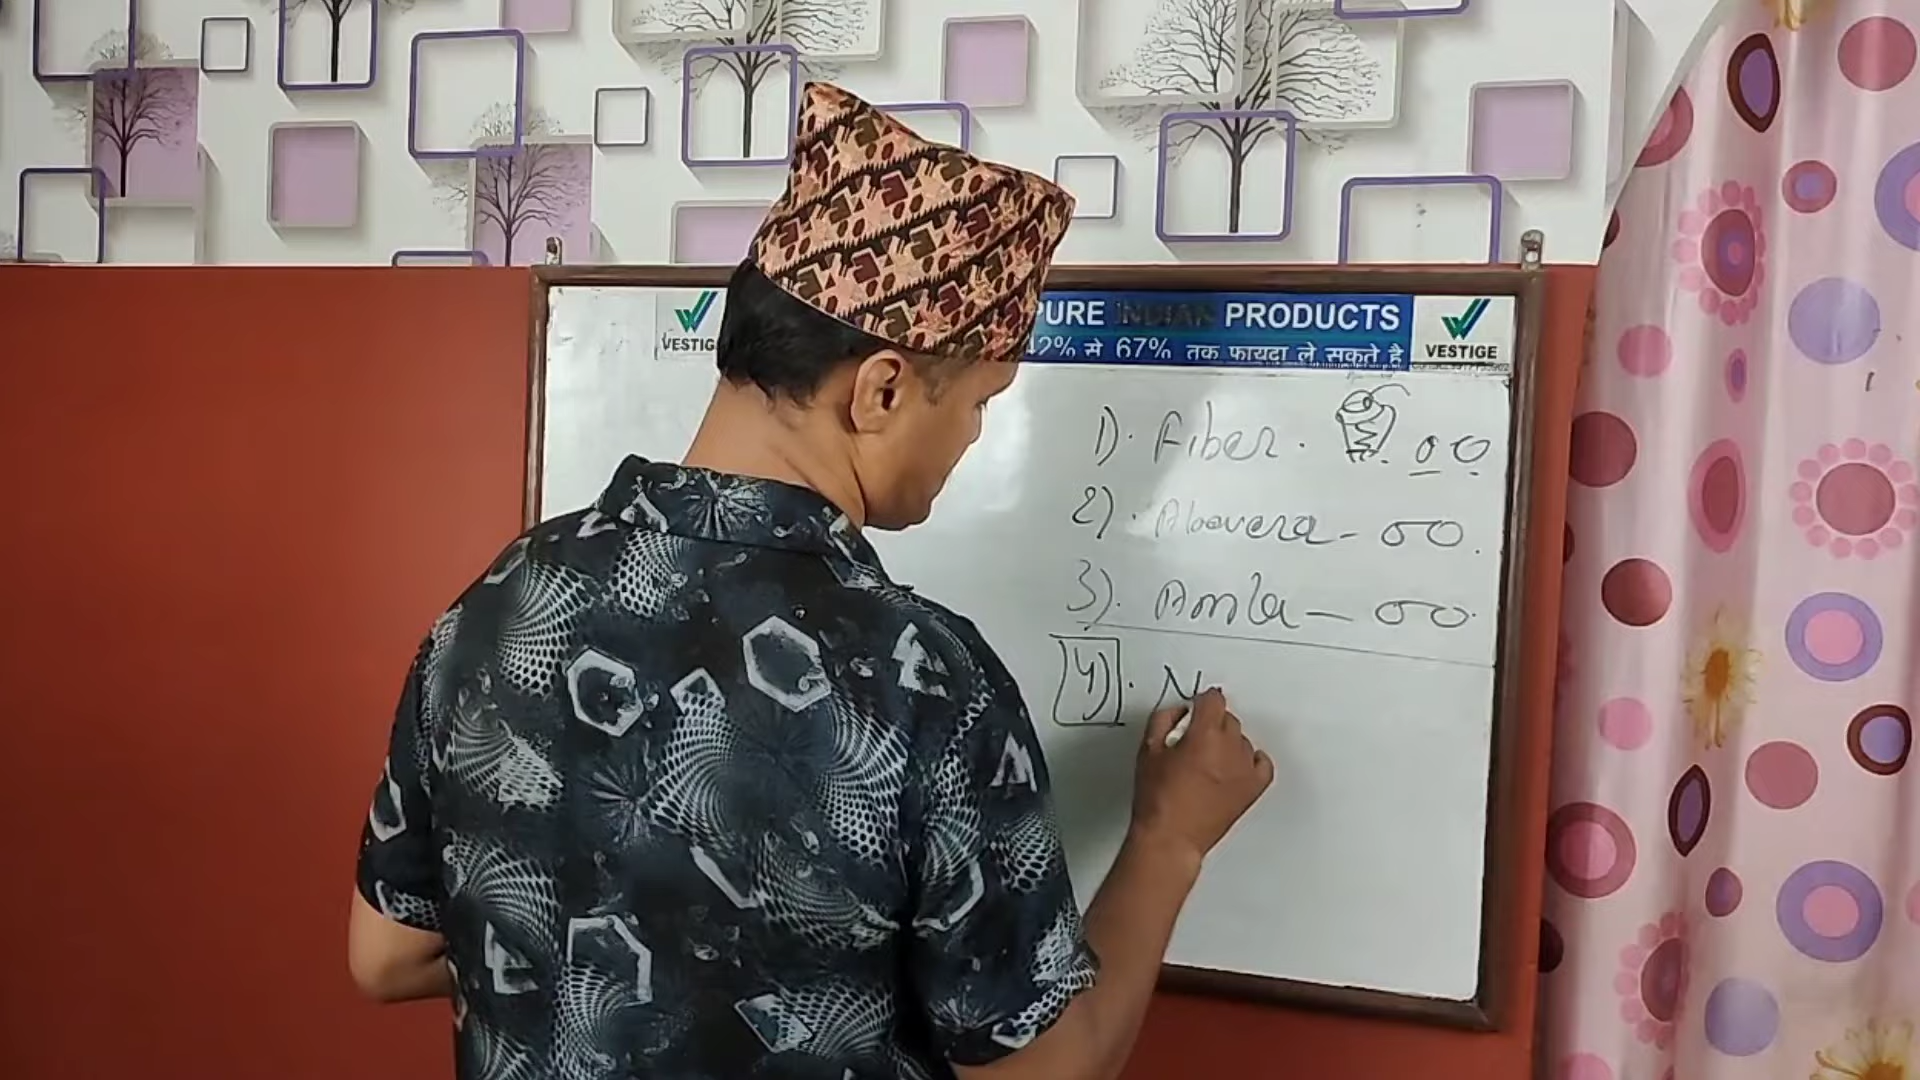 VESTIG
PURE INDIAN PRODUCTS
42% से 67% तक फायदा ले सकते है
VESTIGE
1). Fiber. 00
2). Aloevera - 00.
3). Amla - 00.
4). N